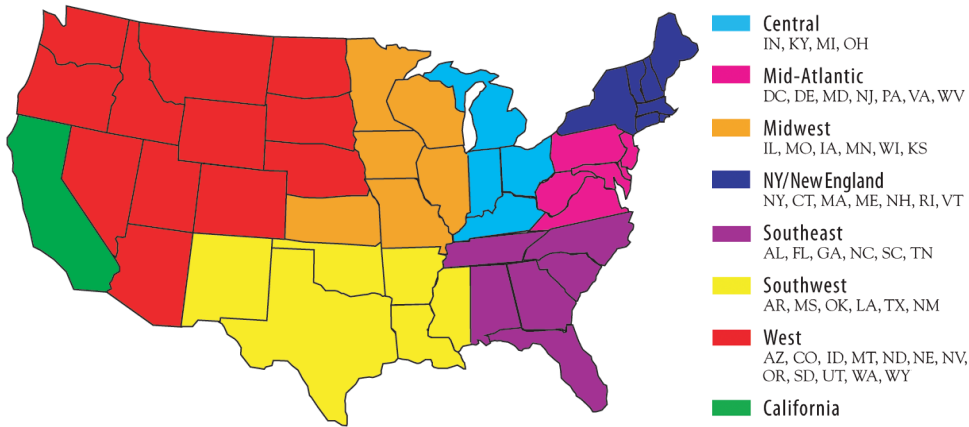 Central
IN, KY, MI, OH
Mid-Atlantic
DC, DE, MD, NJ, PA, VA, WV
Midwest
IL, MO, IA, MN, WI, KS
NY/New England
NY, CT, MA, ME, NH, RI, VT
Southeast
AL, FL, GA, NC, SC, TN
Southwest
AR, MS, OK, LA, TX, NM
West
AZ, CO, ID, MT, ND, NE, NV,
OR, SD, UT, WA, WY
California